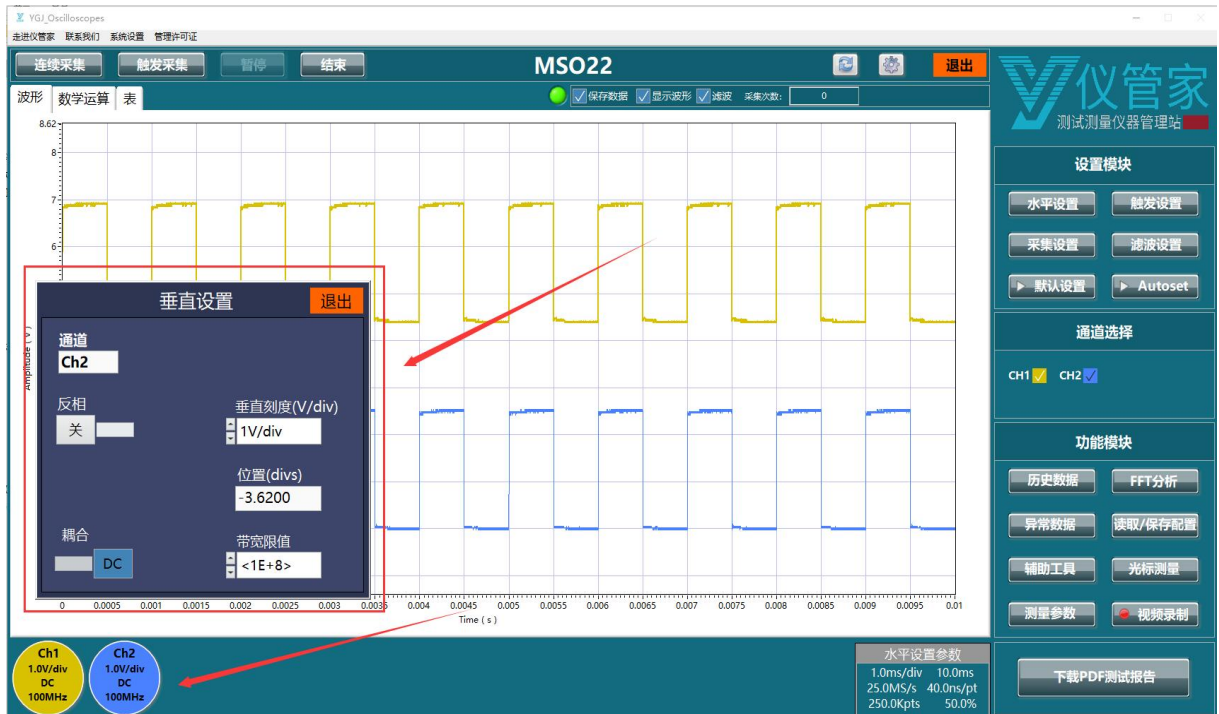 YGJ_Oscilloscopes
走进仪管家 联系我们 系统设置 管理许可证
连续采集 触发采集 暂停 结束 MSO22 退出
波形 数学运算 表 保存数据 显示波形 滤波 采集次数: 0
仪管家
测试测量仪器管理站
8.62
8
7
6
Amplitude ( V )
垂直设置 退出
通道
Ch2
反相 垂直刻度(V/div)
关 1V/div
位置(divs)
-3.6200
耦合 带宽限值
DC <1E+8>
0 0.0005 0.001 0.0015 0.002 0.0025 0.003 0.0035 0.004 0.0045 0.005 0.0055 0.006 0.0065 0.007 0.0075 0.008 0.0085 0.009 0.0095 0.01
Time ( s )
设置模块
水平设置 触发设置
采集设置 滤波设置
默认设置 Autoset
通道选择
CH1 CH2
功能模块
历史数据 FFT分析
异常数据 读取/保存配置
辅助工具 光标测量
测量参数 视频录制
Ch1
1.0V/div
DC
100MHz
Ch2
1.0V/div
DC
100MHz
水平设置参数
1.0ms/div 10.0ms
25.0MS/s 40.0ns/pt
250.0Kpts 50.0%
下载PDF测试报告